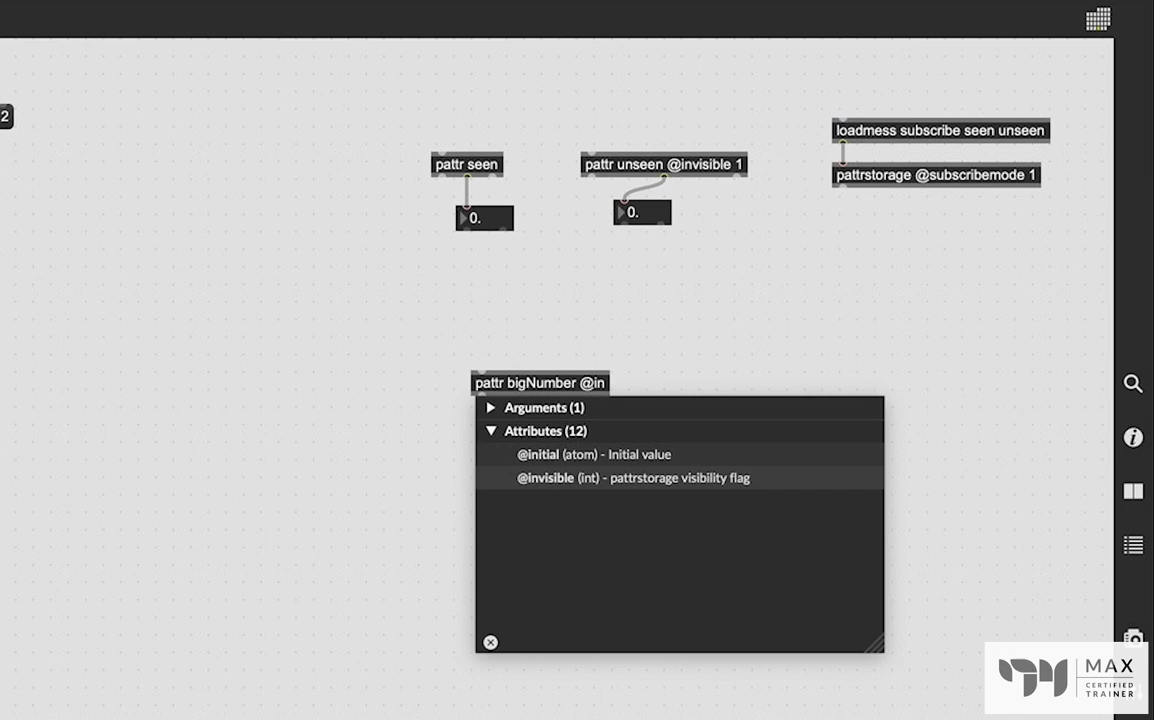 2
loadmess subscribe seen unseen
pattr seen
pattr unseen @invisible 1
pattrstorage @subscribemode 1
0.
0.
pattr bigNumber @in
Arguments (1)
Attributes (12)
@initial (atom) - Initial value
@invisible (int) - pattrstorage visibility flag
MAX
CERTIFIED
TRAINER